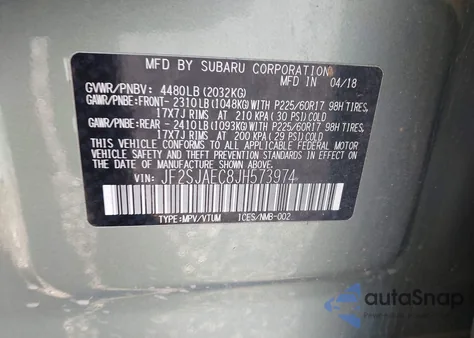 MFD BY SUBARU CORPORATION 04/18
GVWR/PNBV: 4480LB (2032KG)
GAWR/PNBE:FRONT- 2310LB (1048KG)WITH P225/60R17 98H TIRES,
17X7J RIMS AT 210 KPA ( 30 PSI)COLD
GAWR/PNBE:REAR - 2410LB (1093KG)WITH P225/60R17 98H TIRES,
17X7J RIMS AT 200 KPA ( 29 PSI)COLD
THIS VEHICLE CONFORMS TO ALL APPLICABLE
FEDERAL MOTOR VEHICLE SAFETY AND
THEFT PREVENTION STANDARDS IN EFFECT ON
THE DATE OF MANUFACTURE SHOWN ABOVE.
VIN: JF2SJAEC8JH573974
TYPE:MPV/VTUM ICES/NMB-002
autoSnap